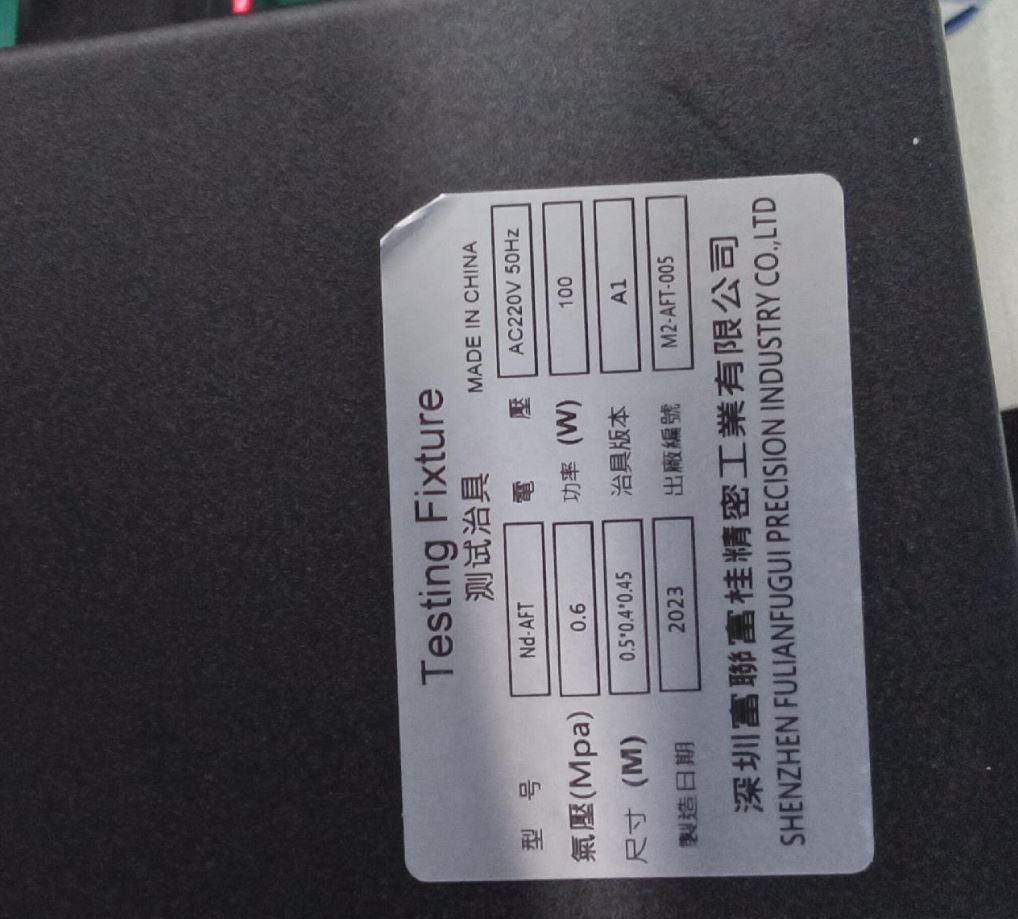 Testing Fixture
测试治具
MADE IN CHINA
型 号 Nd-AFT 電 壓 AC220V 50Hz
氣壓(Mpa) 0.6 功率 (W) 100
尺寸 (M) 0.5*0.4*0.45 治具版本 A1
製造日期 2023 出廠編號 M2-AFT-005
深圳富聯富桂精密工業有限公司
SHENZHEN FULIANFUGUI PRECISION INDUSTRY CO.,LTD